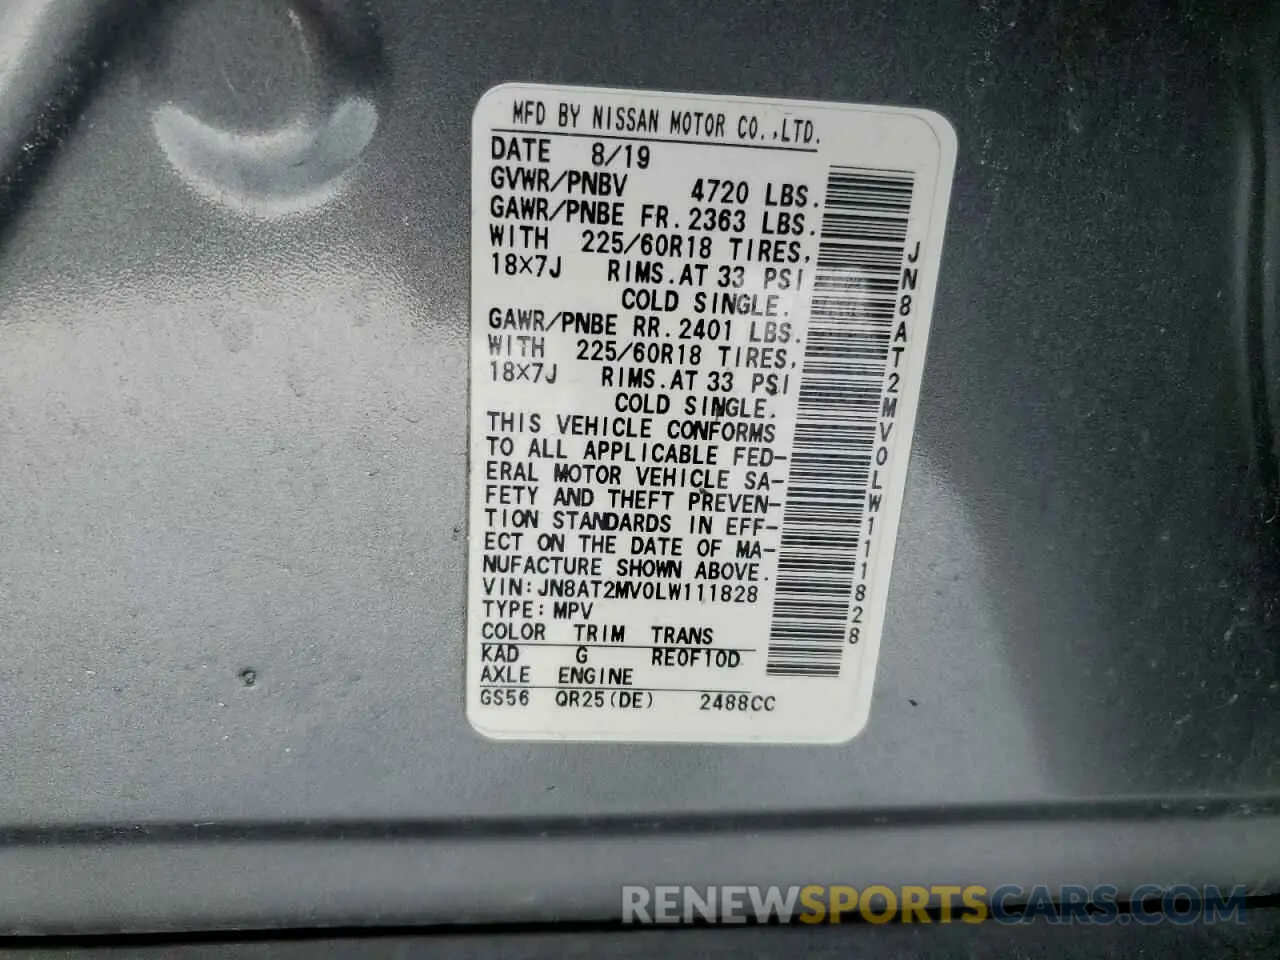 MFD BY NISSAN MOTOR CO.,LTD.
DATE 8/19
GVWR/PNBV 4720 LBS.
GAWR/PNBE FR.2363 LBS.
WITH 225/60R18 TIRES,
18×7J RIMS.AT 33 PSI
COLD SINGLE.
GAWR/PNBE RR.2401 LBS.
WITH 225/60R18 TIRES,
18×7J RIMS.AT 33 PSI
COLD SINGLE.
THIS VEHICLE CONFORMS
TO ALL APPLICABLE FED-
ERAL MOTOR VEHICLE SA-
FETY AND THEFT PREVEN-
TION STANDARDS IN EFF-
ECT ON THE DATE OF MA-
NUFACTURE SHOWN ABOVE.
VIN:JN8AT2MV0LW111828
TYPE:MPV
COLOR TRIM TRANS
KAD G RE0F10D
AXLE ENGINE
GS56 QR25(DE) 2488CC
JN8AT2MV0LW111828
RENEWSPORTSCARS.COM